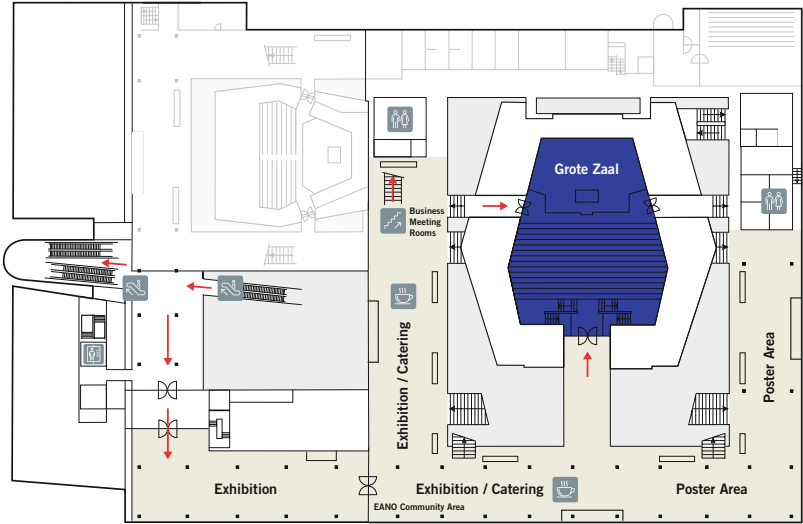 Grote Zaal
Business
Meeting
Rooms
Exhibition / Catering
Poster Area
Exhibition
Exhibition / Catering
Poster Area
EANO Community Area